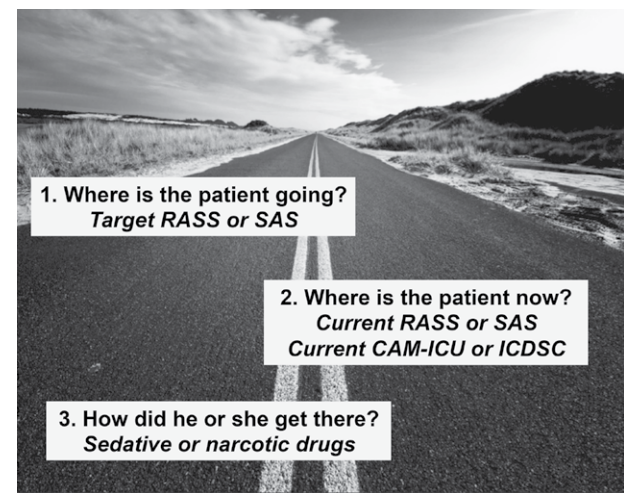 1. Where is the patient going?
Target RASS or SAS
2. Where is the patient now?
Current RASS or SAS
Current CAM-ICU or ICDSC
3. How did he or she get there?
Sedative or narcotic drugs